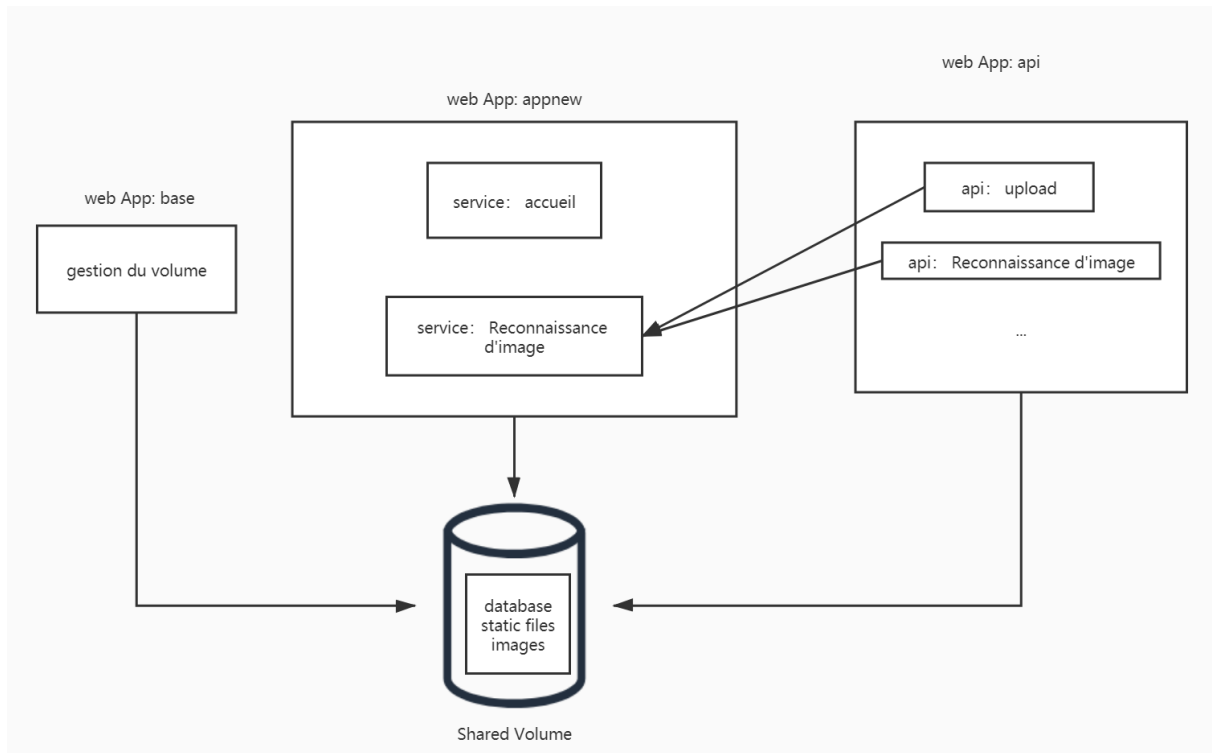 web App: api
web App: appnew
web App: base
gestion du volume
service： accueil
service： Reconnaissance
d'image
api： upload
api： Reconnaissance d'image
...
database
static files
images
Shared Volume